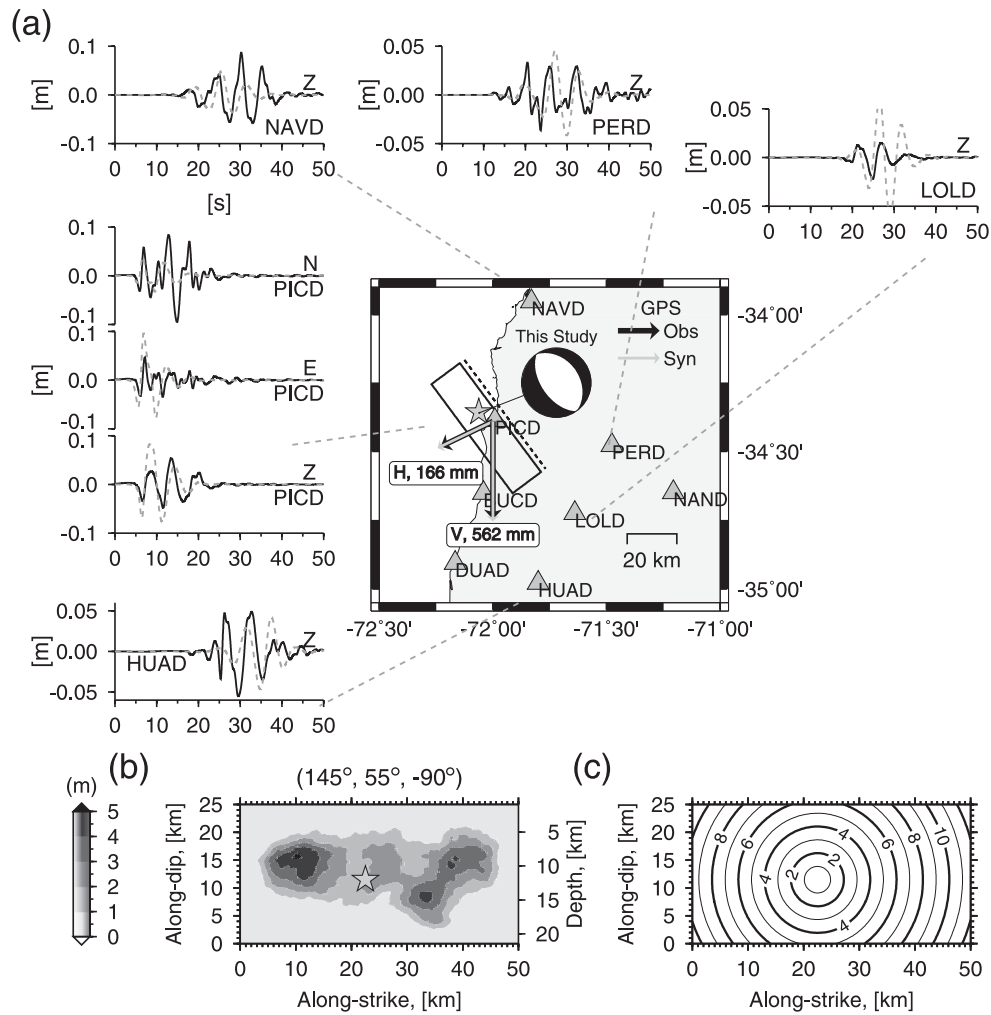 (a)
0.1
0.0
-0.1
[m]
Z
NAVD
0 10 20 30 40 50
[s]
0.05
0.00
-0.05
[m]
Z
PERD
0 10 20 30 40 50
0.05
0.00
-0.05
[m]
Z
LOLD
0 10 20 30 40 50
0.1
0.0
-0.1
N
PICD
0.1
0.0
-0.1
[m]
E
PICD
0.1
0.0
-0.1
Z
PICD
0 10 20 30 40 50
0.05
0.00
-0.05
[m]
Z
HUAD
0 10 20 30 40 50
NAVD
GPS
This Study
Obs
Syn
PICD
PERD
H, 166 mm
BUCD
NAND
LOLD
V, 562 mm
20 km
DUAD
HUAD
-34˚00'
-34˚30'
-35˚00'
-72˚30' -72˚00' -71˚30' -71˚00'
(m)
5
4
3
2
1
0
(b)
(145°, 55°, -90°)
25
20
15
10
5
0
Along-dip, [km]
5
10
15
20
Depth, [km]
0 10 20 30 40 50
Along-strike, [km]
(c)
25
20
15
10
5
0
Along-dip, [km]
8 6 4 2 4 6 8 10
4 2 4
0 10 20 30 40 50
Along-strike, [km]